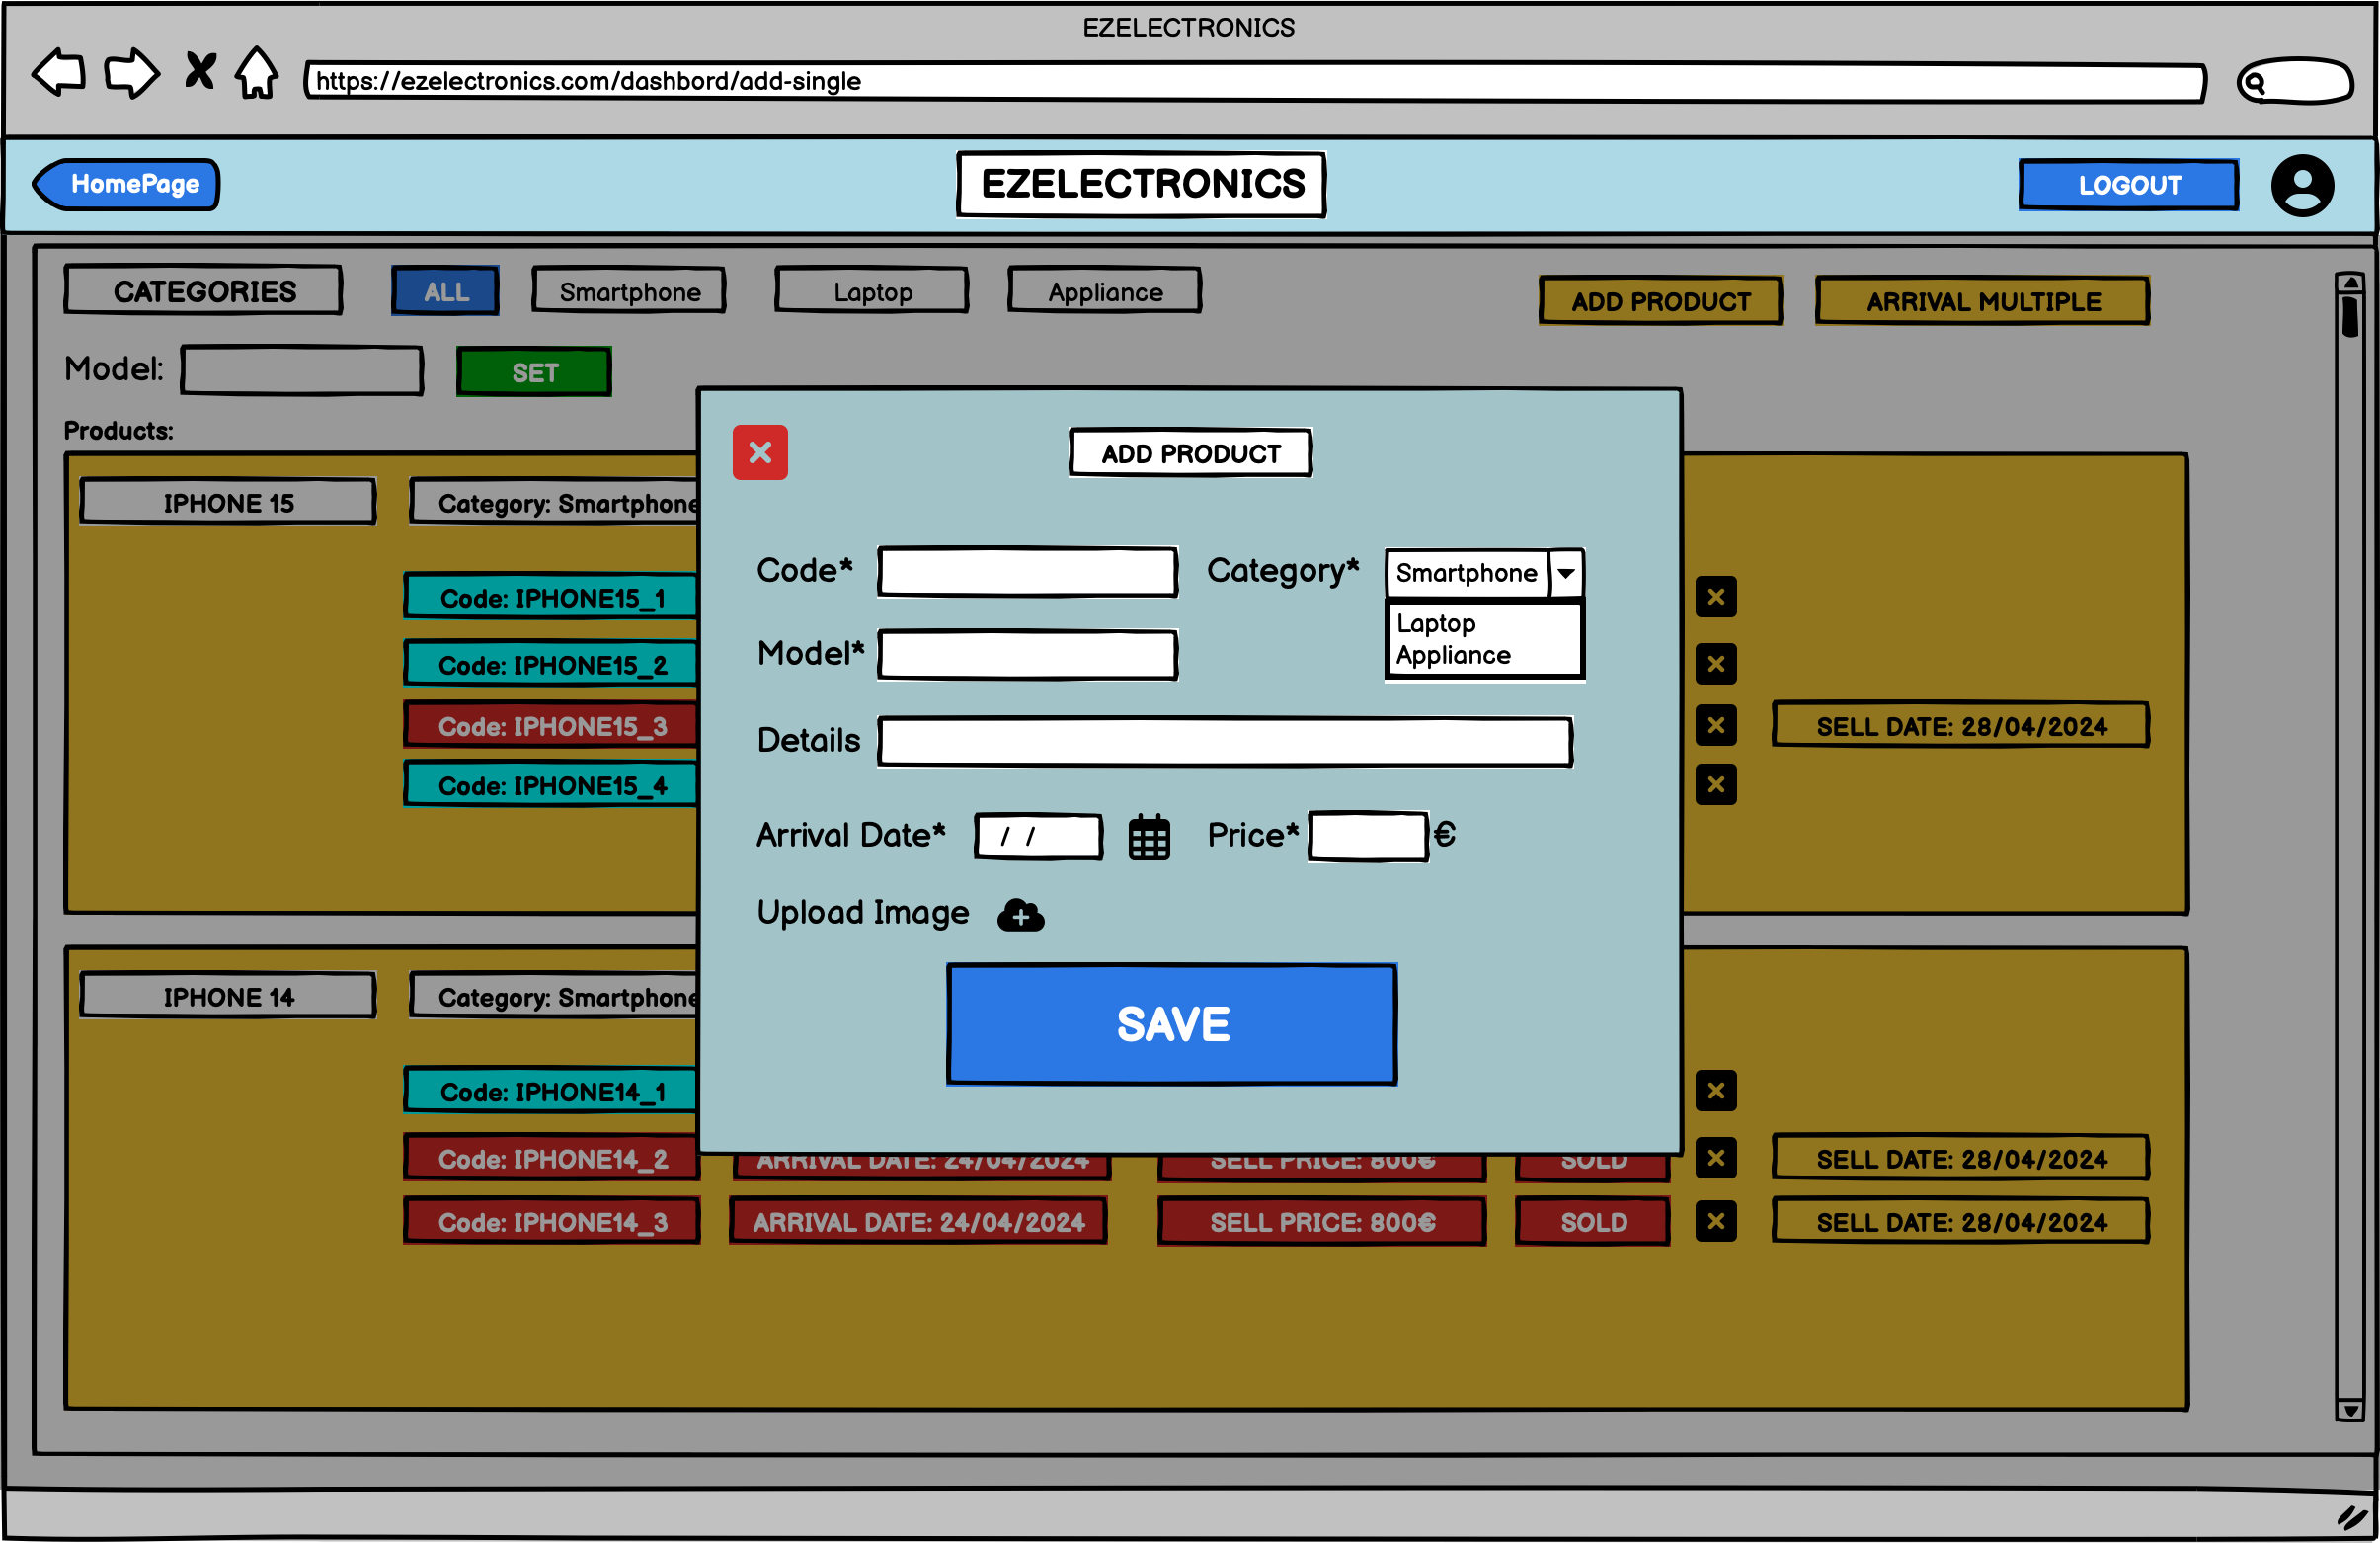 EZELECTRONICS
https://ezelectronics.com/dashbord/add-single
HomePage
EZELECTRONICS
LOGOUT
CATEGORIES
ALL
Smartphone
Laptop
Appliance
ADD PRODUCT
ARRIVAL MULTIPLE
Model:
SET
Products:
IPHONE 15
Category: Smartphone
Code: IPHONE15_1
Code: IPHONE15_2
Code: IPHONE15_3
SELL DATE: 28/04/2024
Code: IPHONE15_4
ADD PRODUCT
Code*
Category*
Smartphone
Laptop
Appliance
Model*
Details
Arrival Date*
/ /
Price*
€
Upload Image
SAVE
IPHONE 14
Category: Smartphone
Code: IPHONE14_1
Code: IPHONE14_2
ARRIVAL DATE: 24/04/2024
SELL PRICE: 800€
SOLD
SELL DATE: 28/04/2024
Code: IPHONE14_3
ARRIVAL DATE: 24/04/2024
SELL PRICE: 800€
SOLD
SELL DATE: 28/04/2024